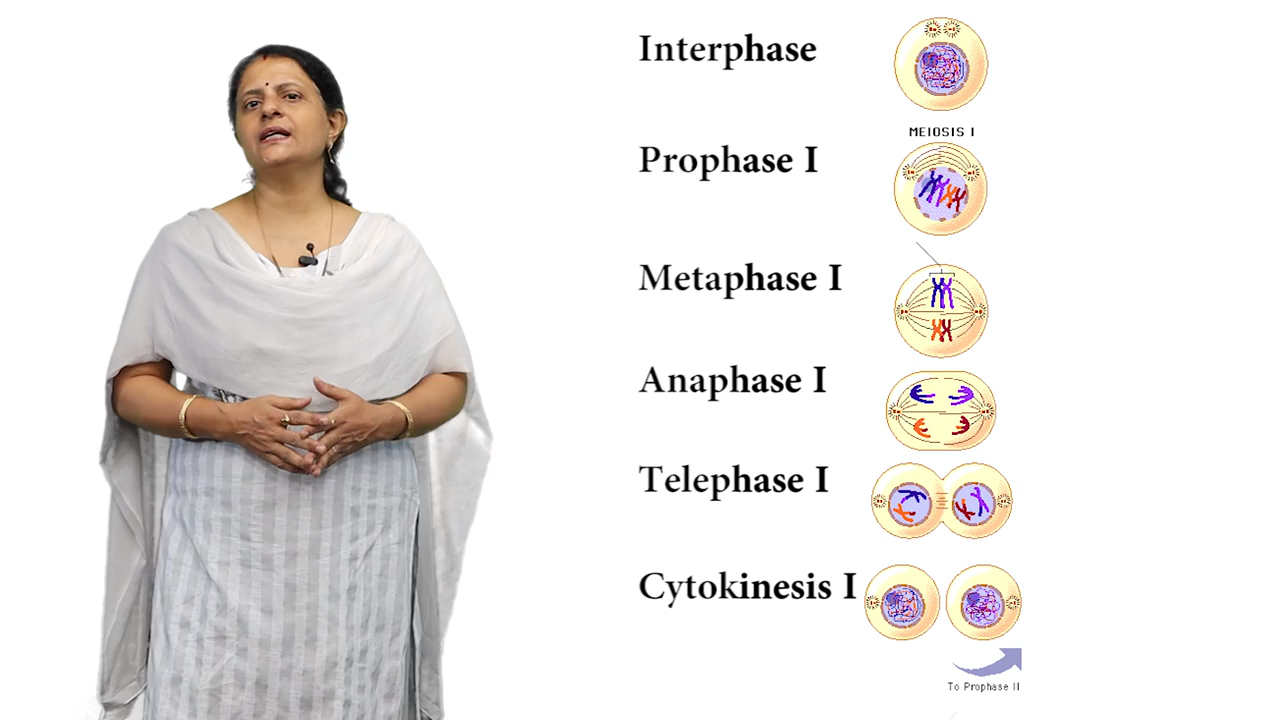 Interphase
MEIOSIS I
Prophase I
Metaphase I
Anaphase I
Telephase I
Cytokinesis I
To Prophase II